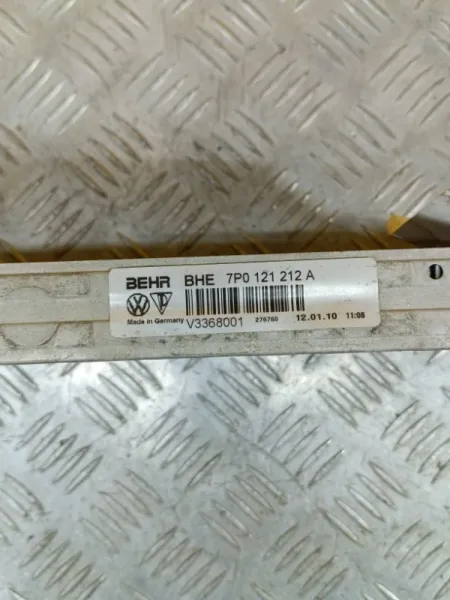 BEHR BHE 7P0 121 212 A
Made in Germany V3368001 276760 12.01.10 11:08